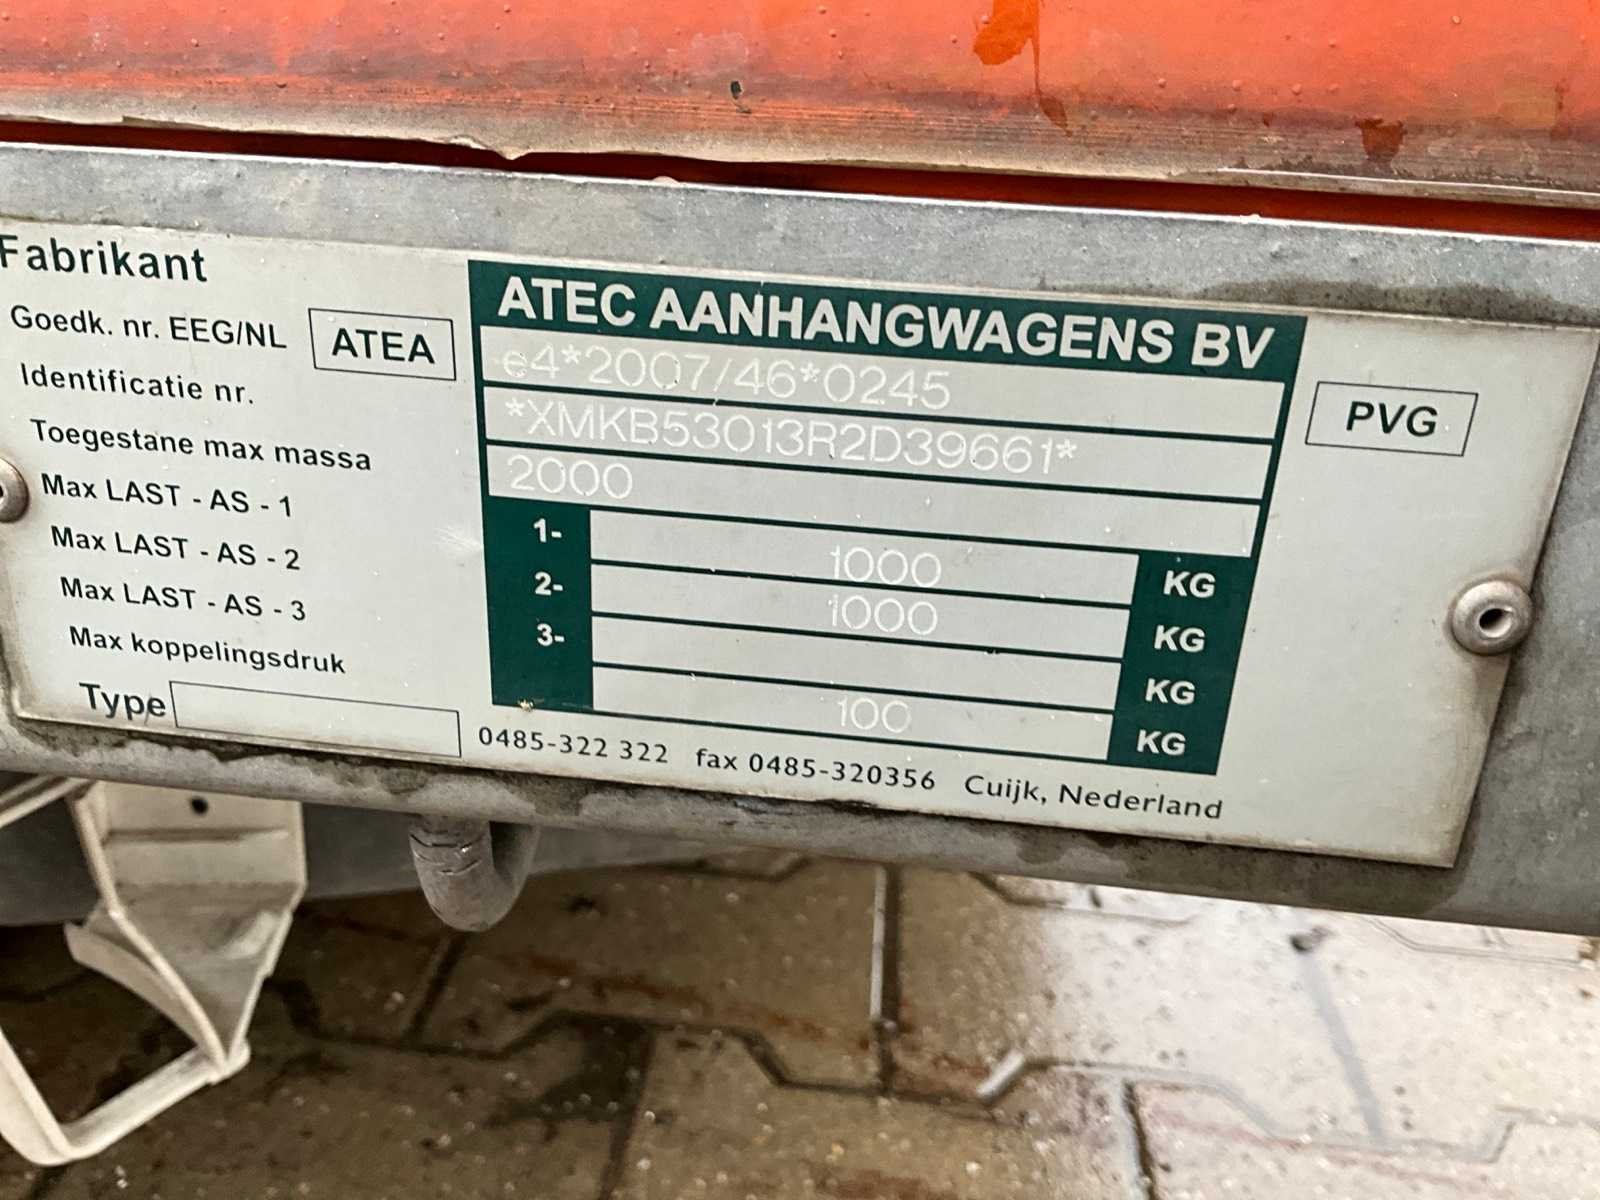 Fabrikant
ATEC AANHANGWAGENS BV
Goedk. nr. EEG/NL ATEA e4*2007/46*0245
PVG
Identificatie nr. *XMKB53013R2D39661*
Toegestane max massa 2000
Max LAST - AS - 1 1- 1000 KG
Max LAST - AS - 2 2- 1000 KG
Max LAST - AS - 3 3- KG
Max koppelingsdruk 100 KG
Type
0485-322 322 fax 0485-320356 Cuijk, Nederland